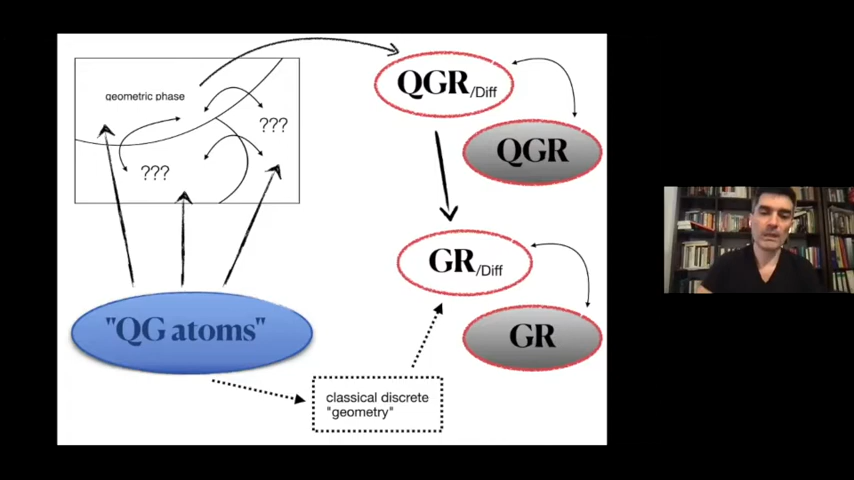 geometric phase
???
???
QGR/Diff
QGR
GR/Diff
GR
"QG atoms"
classical discrete
"geometry"